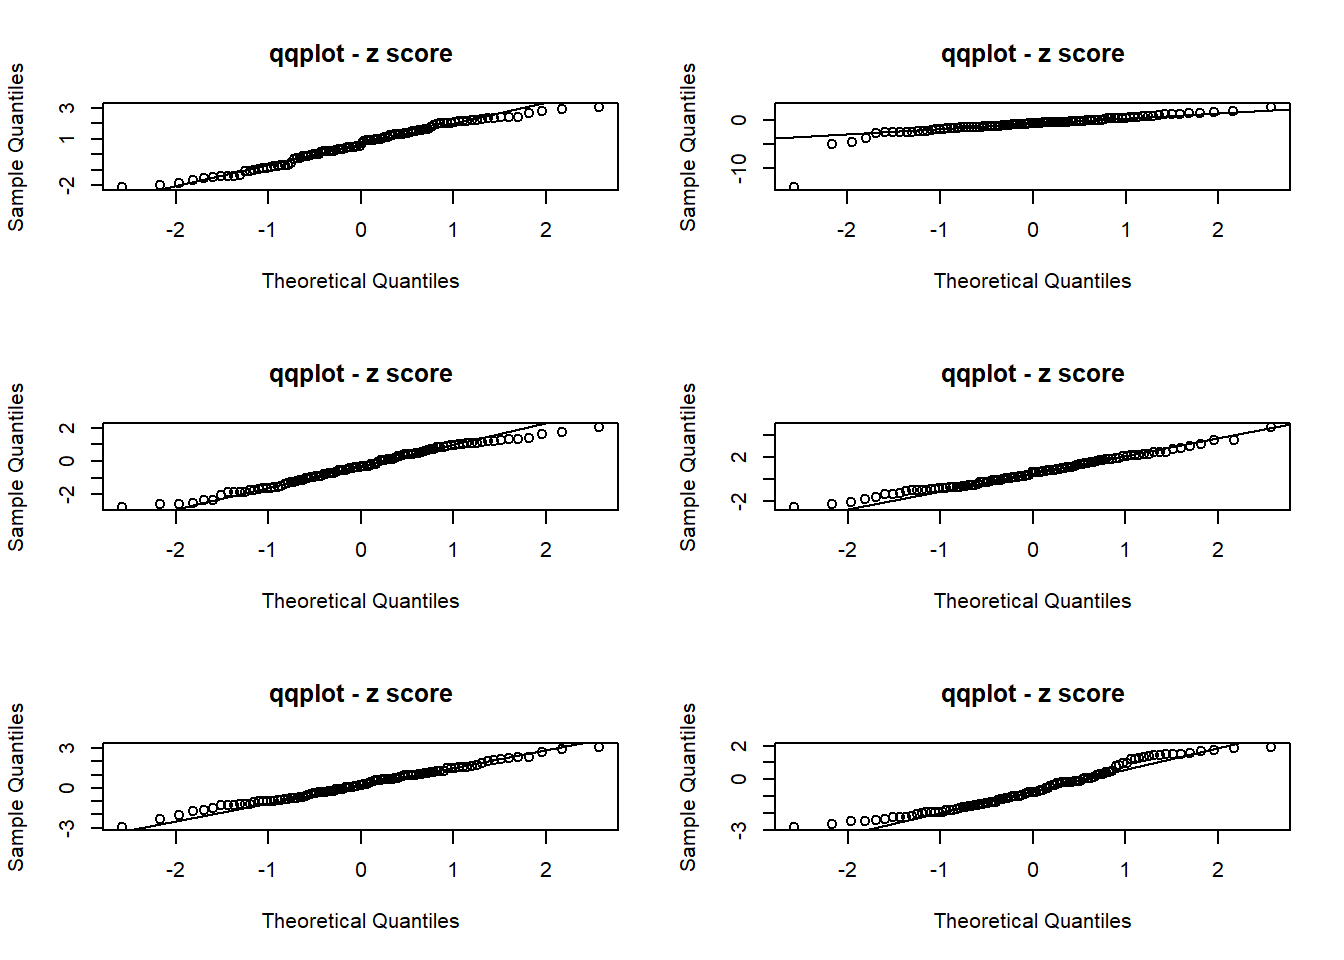 qqplot - z score
Sample Quantiles
3
1
-2
-2 -1 0 1 2
Theoretical Quantiles
qqplot - z score
Sample Quantiles
0
-10
-2 -1 0 1 2
Theoretical Quantiles
qqplot - z score
Sample Quantiles
2
0
-2
-2 -1 0 1 2
Theoretical Quantiles
qqplot - z score
Sample Quantiles
2
-2
-2 -1 0 1 2
Theoretical Quantiles
qqplot - z score
Sample Quantiles
3
0
-3
-2 -1 0 1 2
Theoretical Quantiles
qqplot - z score
Sample Quantiles
2
0
-3
-2 -1 0 1 2
Theoretical Quantiles